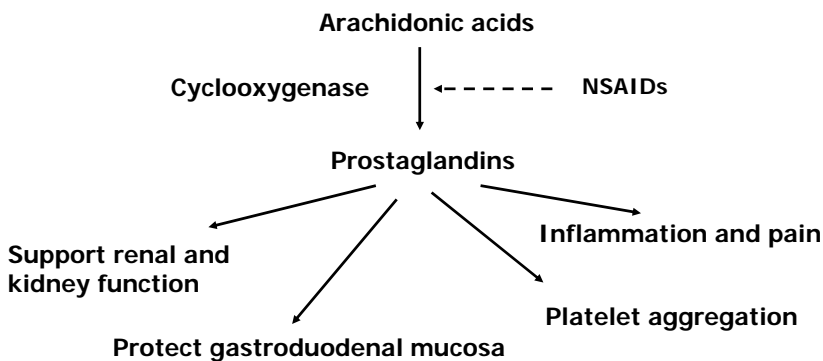 Arachidonic acids
Cyclooxygenase
NSAIDs
Prostaglandins
Support renal and
kidney function
Inflammation and pain
Platelet aggregation
Protect gastroduodenal mucosa